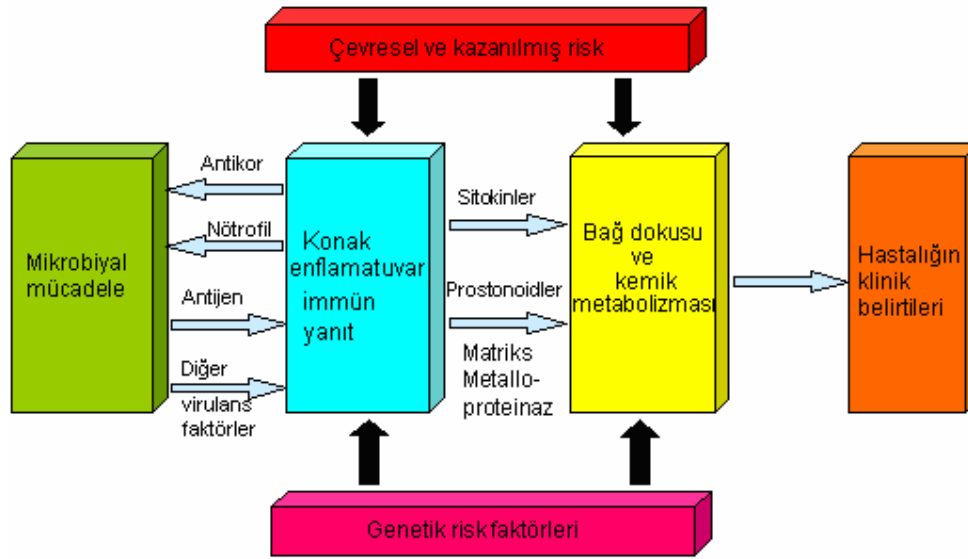 Çevresel ve kazanılmış risk
Mikrobiyal
mücadele
Antikor
Nötrofil
Antijen
Diğer
virulans
faktörler
Konak
enflamatuvar
immün
yanıt
Sitokinler
Prostonoidler
Matriks
Metallo-
proteinaz
Bağ dokusu
ve
kemik
metabolizması
Hastalığın
klinik
belirtileri
Genetik risk faktörleri